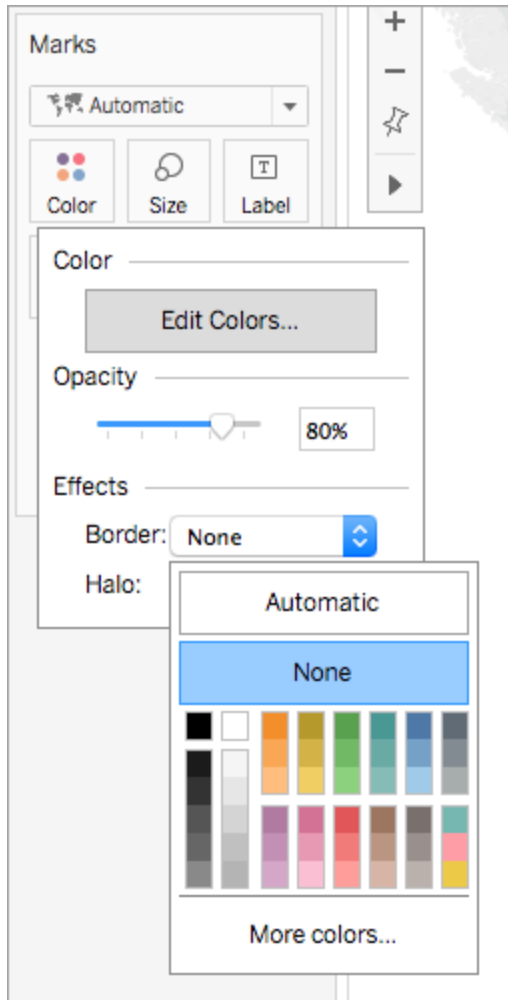 Marks
Automatic
Color Size Label
Color
Edit Colors...
Opacity
80%
Effects
Border: None
Halo:
Automatic
None
More colors...